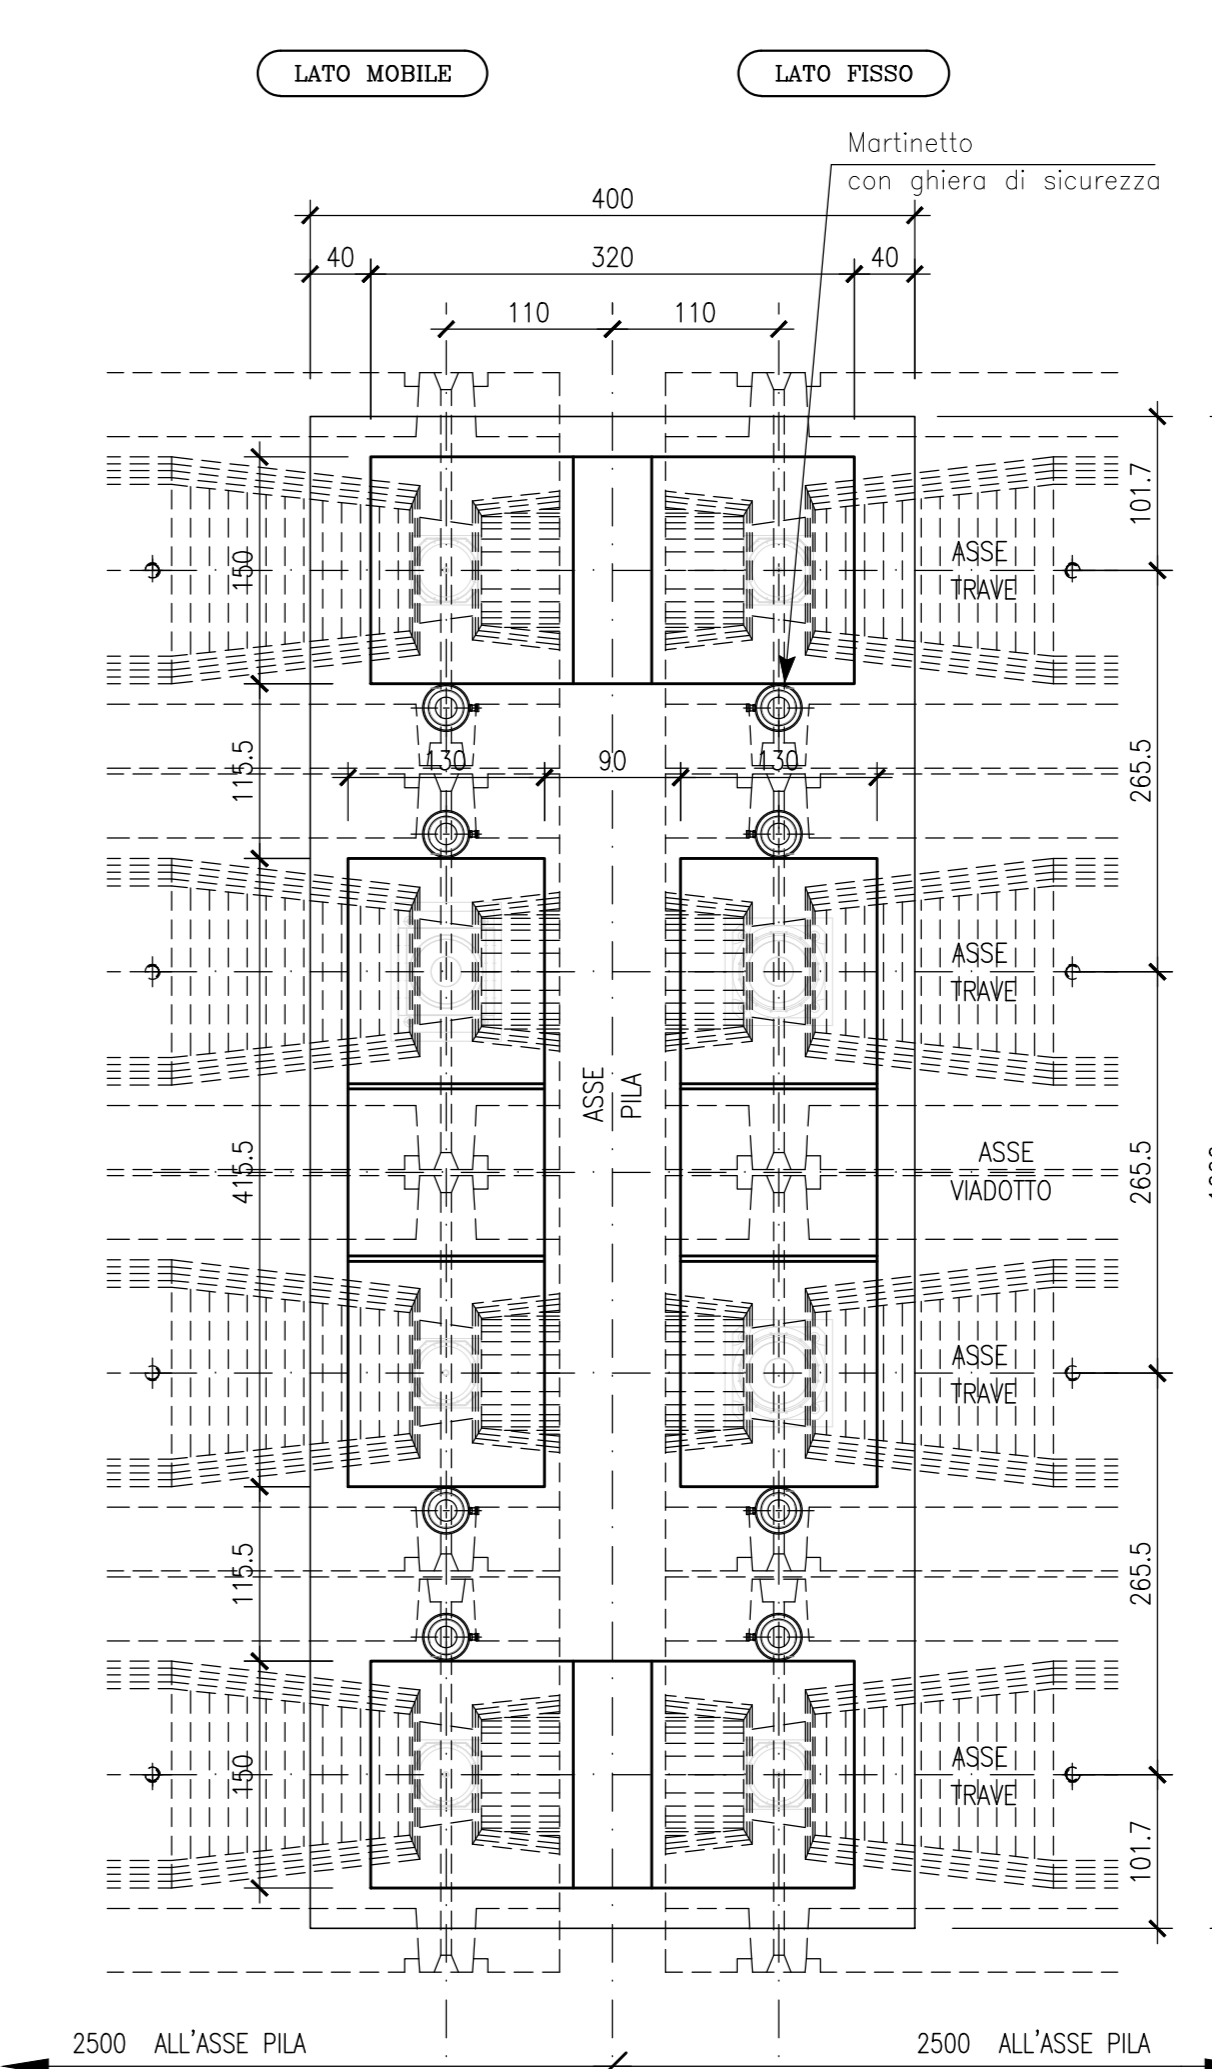 LATO MOBILE
LATO FISSO
Martinetto
con ghiera di sicurezza
400
40
320
40
110
110
101.7
150
ASSE
TRAVE
115.5
130
90
130
265.5
ASSE
TRAVE
ASSE
PILA
415.5
ASSE
VIADOTTO
265.5
ASSE
TRAVE
115.5
265.5
150
ASSE
TRAVE
101.7
2500 ALL'ASSE PILA
2500 ALL'ASSE PILA